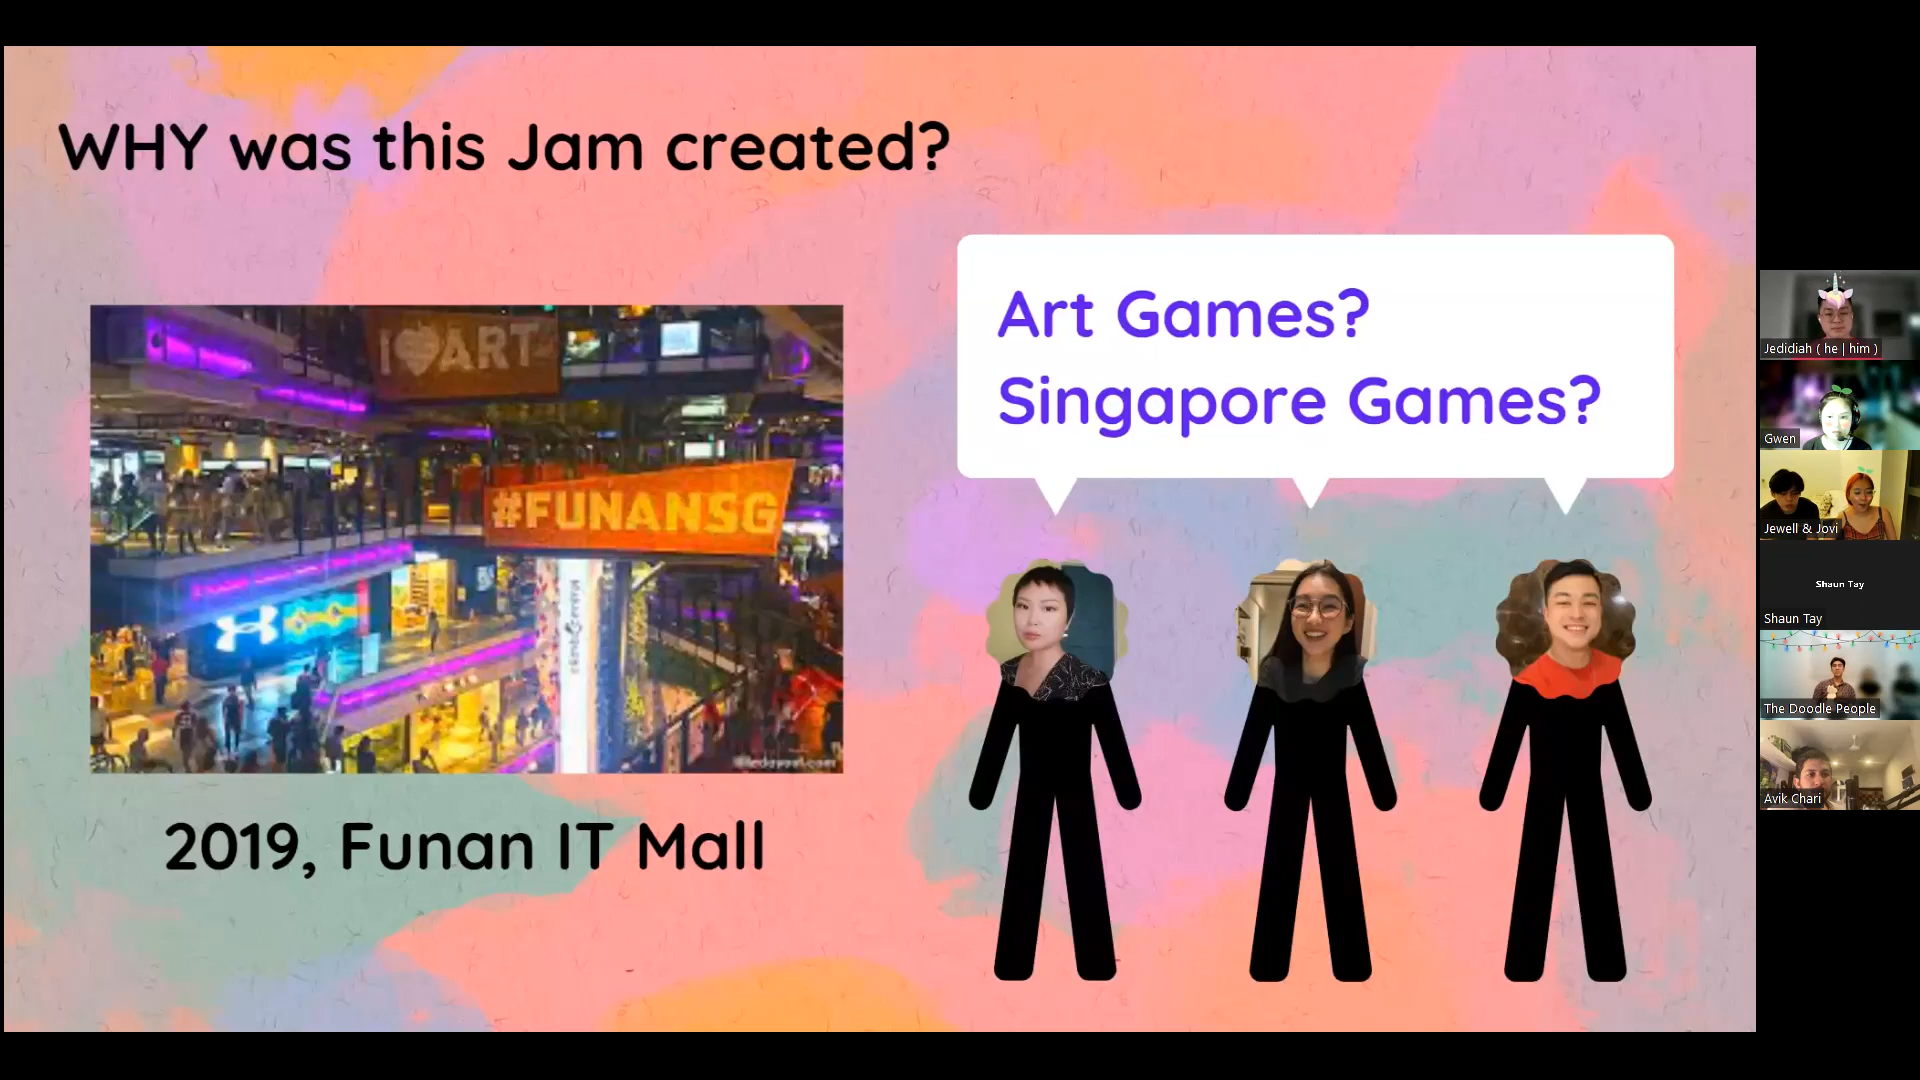 WHY was this Jam created?
I ART
#FUNANSG
2019, Funan IT Mall
Art Games?
Singapore Games?
Jedidiah ( he | him )
Gwen
Jewell & Jovi
Shaun Tay
Shaun Tay
The Doodle People
Avik Chari